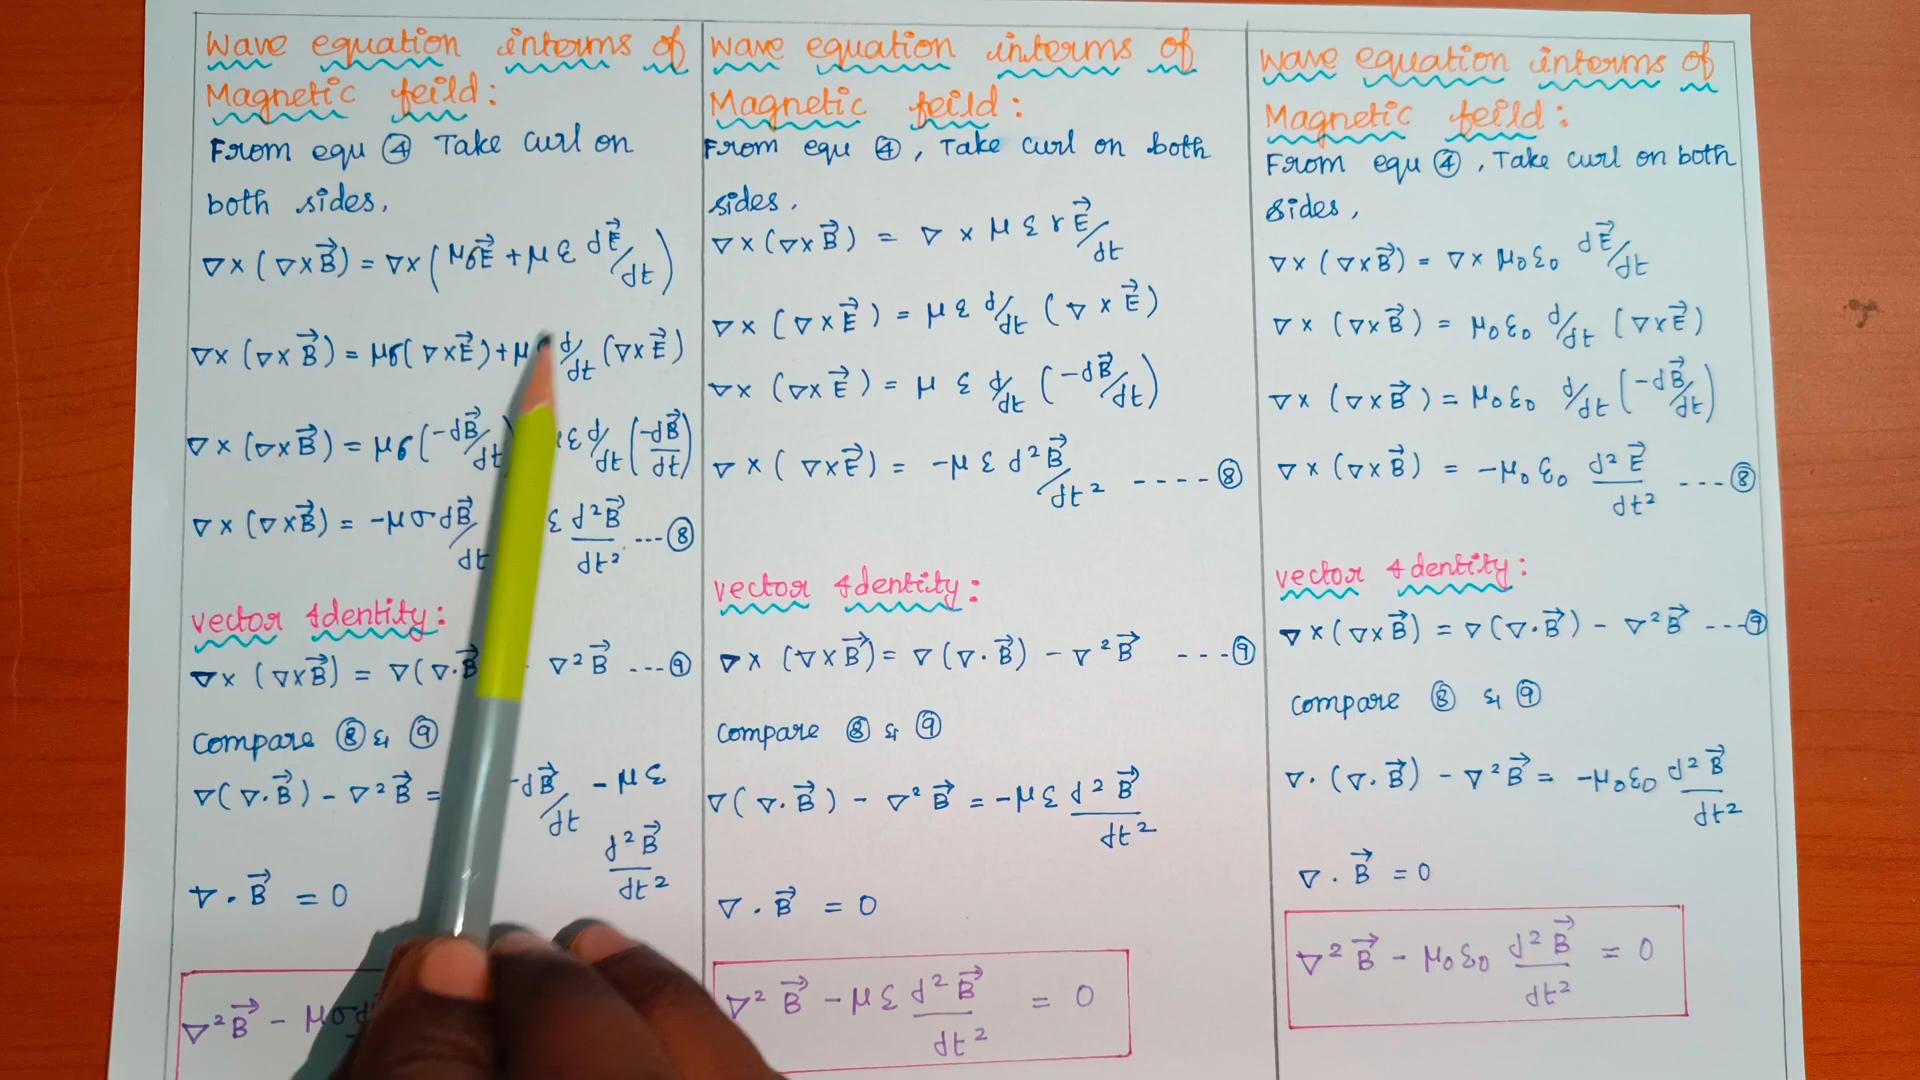 Wave equation interms of
Magnetic feild:
From equ ④ Take curl on
both sides,
∇×(∇×B⃗) = ∇×(μσE⃗ + με dE⃗/dt)
∇×(∇×B⃗) = μσ(∇×E⃗)+μ d/dt (∇×E⃗)
∇×(∇×B⃗) = μσ(-dB⃗/dt) ε d/dt (-dB⃗/dt)
∇×(∇×B⃗) = -μσ dB⃗/dt ε d²B⃗/dt² ---⑧
vector Identity:
∇×(∇×B⃗) = ∇(∇.B⃗ ∇²B⃗ ---⑨
compare ⑧ & ⑨
∇(∇.B⃗) - ∇²B⃗ = -dB⃗/dt - με
d²B⃗/dt²
∇.B⃗ = 0
∇²B⃗ - μσ
Wave equation interms of
Magnetic feild:
From equ ④, Take curl on both
sides,
∇×(∇×B⃗) = ∇×με γE⃗/dt
∇×(∇×E⃗) = με d/dt (∇×E⃗)
∇×(∇×E⃗) = με d/dt (-dB⃗/dt)
∇×(∇×E⃗) = -με d²B⃗/dt² ----⑧
vector Identity:
∇×(∇×B⃗) = ∇(∇.B⃗) - ∇²B⃗ ---⑨
compare ⑧ & ⑨
∇(∇.B⃗) - ∇²B⃗ = -με d²B⃗/dt²
∇.B⃗ = 0
∇²B⃗ - με d²B⃗/dt² = 0
Wave equation interms of
Magnetic feild:
From equ ④, Take curl on both
sides,
∇×(∇×B⃗) = ∇×μ₀ε₀ dE⃗/dt
∇×(∇×B⃗) = μ₀ε₀ d/dt (∇×E⃗)
∇×(∇×B⃗) = μ₀ε₀ d/dt (-dB⃗/dt)
∇×(∇×B⃗) = -μ₀ε₀ d²E⃗/dt² ---⑧
vector Identity:
∇×(∇×B⃗) = ∇(∇.B⃗) - ∇²B⃗ ---⑨
compare ⑧ & ⑨
∇.(∇.B⃗) - ∇²B⃗ = -μ₀ε₀ d²B⃗/dt²
∇.B⃗ = 0
∇²B⃗ - μ₀ε₀ d²B⃗/dt² = 0